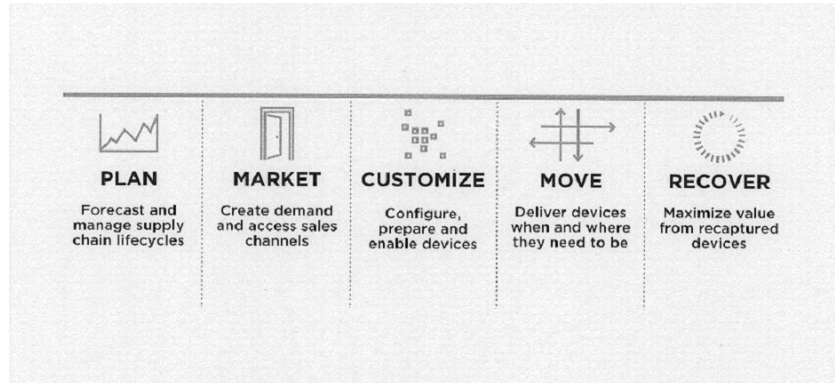 PLAN
Forecast and
manage supply
chain lifecycles
MARKET
Create demand
and access sales
channels
CUSTOMIZE
Configure,
prepare and
enable devices
MOVE
Deliver devices
when and where
they need to be
RECOVER
Maximize value
from recaptured
devices